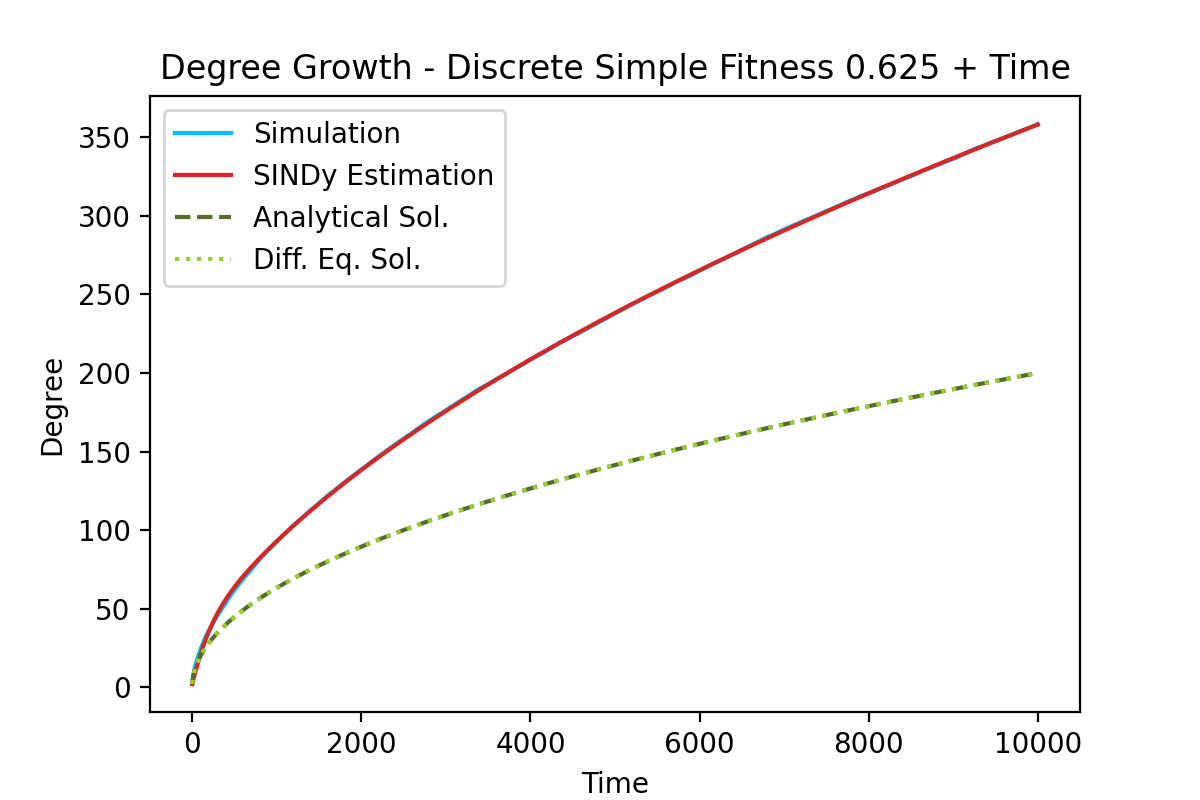 Degree Growth - Discrete Simple Fitness 0.625 + Time
Simulation
SINDy Estimation
Analytical Sol.
Diff. Eq. Sol.
350
300
250
200
150
100
50
0
Degree
0 2000 4000 6000 8000 10000
Time